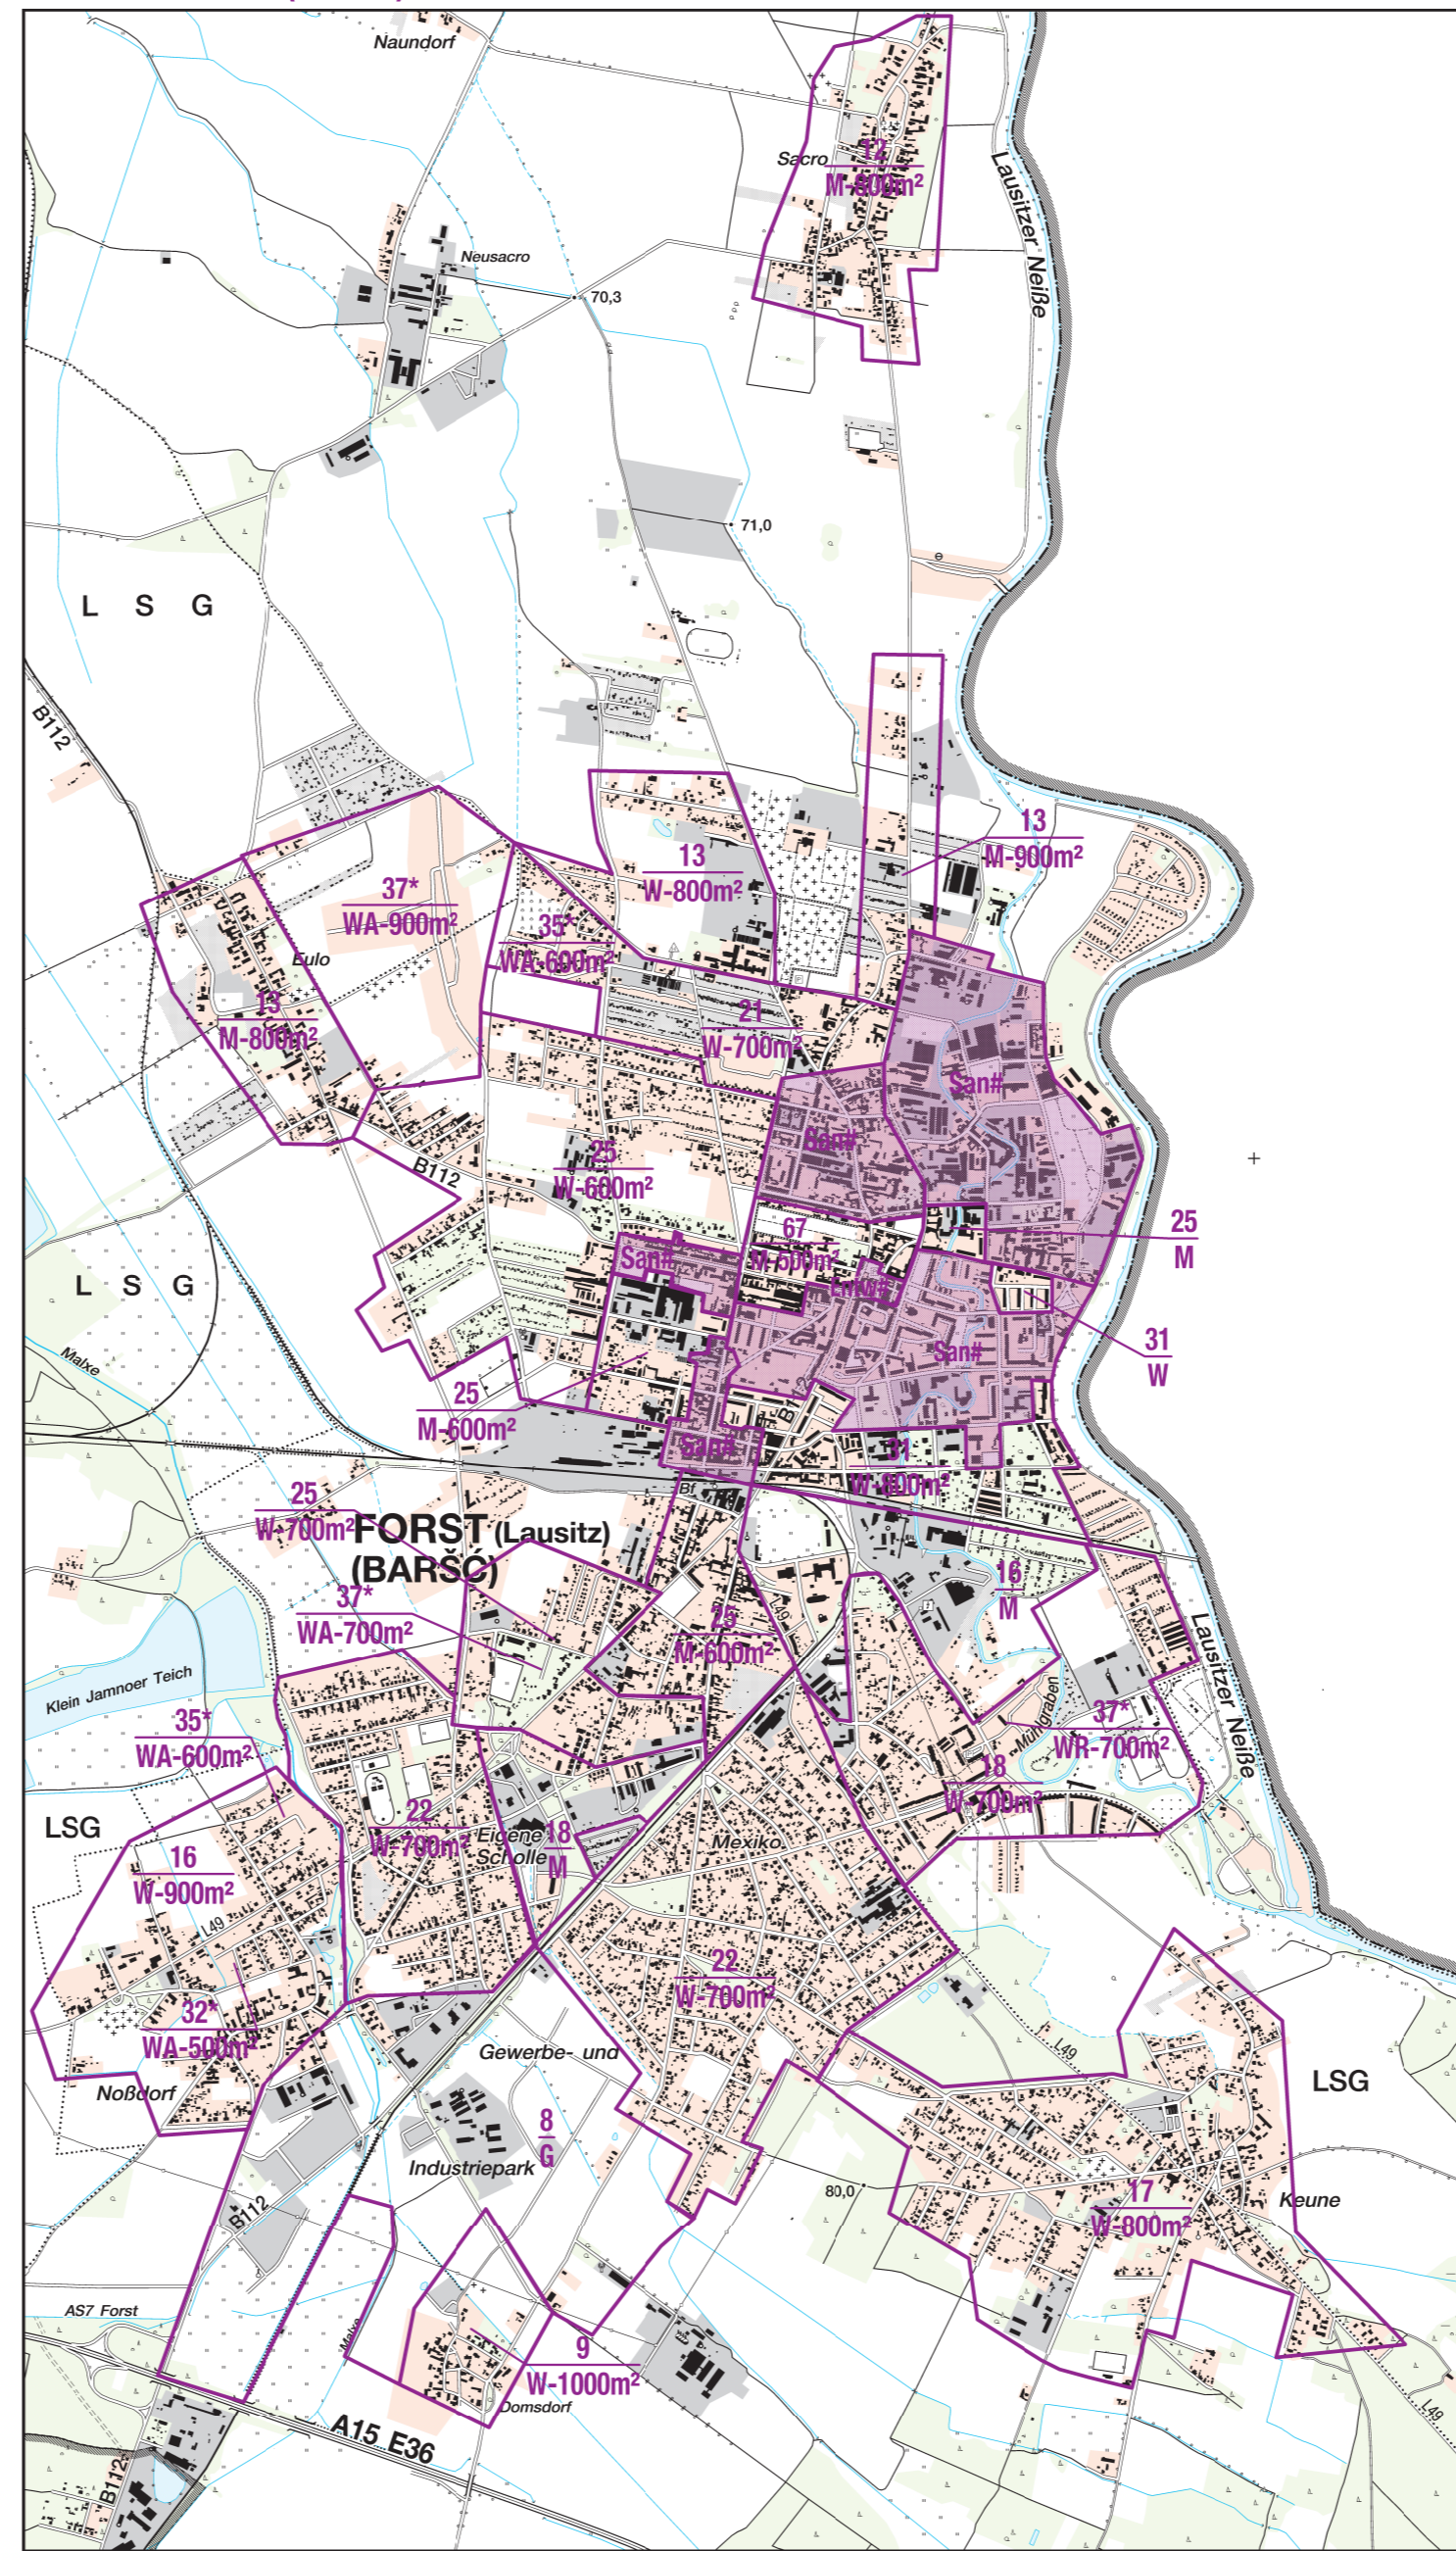 Naundorf
Sacro
12
M-800m²
Lausitzer Neiße
Neusacro
70,3
71,0
L S G
B112
13
M-900m²
13
W-800m²
37*
WA-900m²
35*
WA-600m²
Eulo
13
M-800m²
21
W-700m²
San#
San#
B112
25
W-600m²
67
M-500m²
25
M
San#
Entw#
L S G
31
W
San#
Malxe
25
M-600m²
B112
San#
31
W-800m²
Bf
25
W-700m²
FORST (Lausitz)
(BARŠĆ)
16
M
37*
WA-700m²
L49
25
M-600m²
Lausitzer Neiße
Klein Jamnoer Teich
Mühlgraben
35*
WA-600m²
37*
WR-700m²
18
W-700m²
LSG
22
W-700m²
Eigene
Scholle
18
M
Mexiko
16
W-900m²
L49
22
W-700m²
32*
WA-500m²
Gewerbe- und
L49
LSG
Noßdorf
8
G
Industriepark
80,0
17
W-800m²
Keune
B112
AS7 Forst
Malxe
9
W-1000m²
Domsdorf
L49
A15 E36
B112